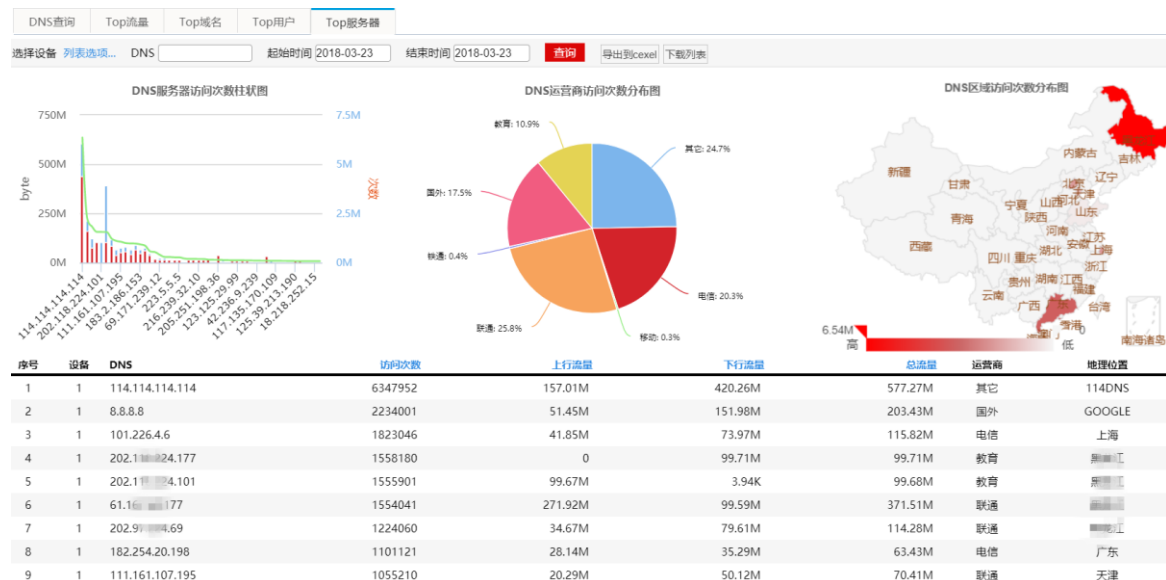 DNS查询 Top流量 Top域名 Top用户 Top服务器
选择设备 列表选项... DNS 起始时间 2018-03-23 结束时间 2018-03-23 查询 导出到cexel 下载列表
DNS服务器访问次数柱状图
750M 7.5M
500M 5M
250M 2.5M
0M 0M
byte
次数
114.114.114.114
202.118.224.101
111.161.107.195
183.2.186.153
69.171.239.12
223.5.5.5
216.239.32.10
205.251.198.36
123.125.29.99
42.236.9.239
117.135.170.109
125.39.213.190
18.218.252.15
DNS运营商访问次数分布图
教育: 10.9%
其它: 24.7%
国外: 17.5%
铁通: 0.4%
电信: 20.3%
联通: 25.8%
移动: 0.3%
DNS区域访问次数分布图
内蒙古
吉林
新疆
辽宁
甘肃
北京
天津
宁夏
山西
河北
陕西
山东
青海
河南
江苏
西藏
安徽
上海
四川
重庆
湖北
浙江
贵州
湖南
江西
福建
云南
广西
台湾
香港
南海诸岛
6.54M 0
高 低
序号 设备 DNS 访问次数 上行流量 下行流量 总流量 运营商 地理位置
1 1 114.114.114.114 6347952 157.01M 420.26M 577.27M 其它 114DNS
2 1 8.8.8.8 2234001 51.45M 151.98M 203.43M 国外 GOOGLE
3 1 101.226.4.6 1823046 41.85M 73.97M 115.82M 电信 上海
4 1 202.1 24.177 1558180 0 99.71M 99.71M 教育
5 1 202.11 4.101 1555901 99.67M 3.94K 99.68M 教育
6 1 61.16 177 1554041 271.92M 99.59M 371.51M 联通
7 1 202.9 .69 1224060 34.67M 79.61M 114.28M 联通
8 1 182.254.20.198 1101121 28.14M 35.29M 63.43M 电信 广东
9 1 111.161.107.195 1055210 20.29M 50.12M 70.41M 联通 天津